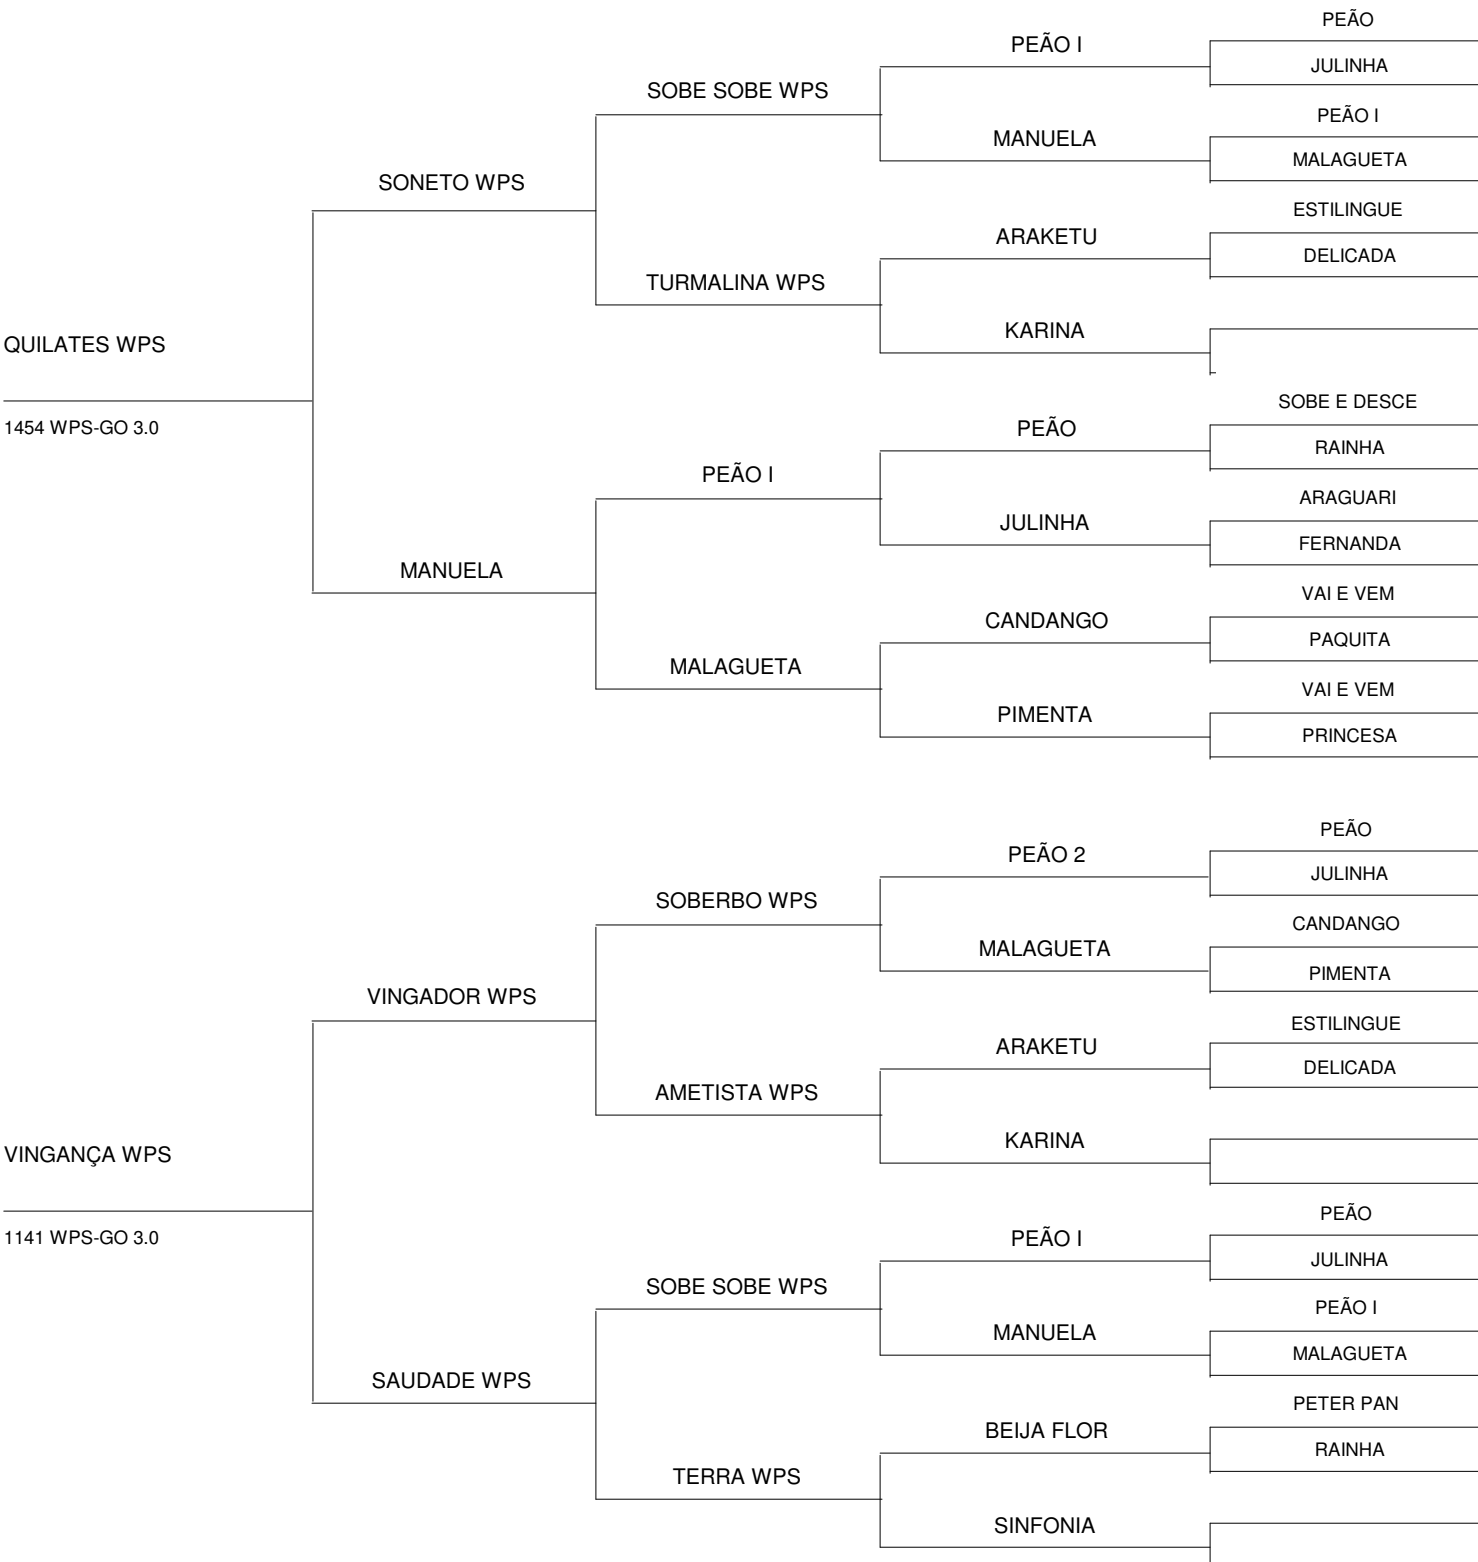 PEÃO
PEÃO I
JULINHA
SOBE SOBE WPS
PEÃO I
MANUELA
MALAGUETA
SONETO WPS
ESTILINGUE
ARAKETU
DELICADA
TURMALINA WPS
KARINA
QUILATES WPS
SOBE E DESCE
1454 WPS-GO 3.0
PEÃO
RAINHA
PEÃO I
ARAGUARI
JULINHA
FERNANDA
MANUELA
VAI E VEM
CANDANGO
PAQUITA
MALAGUETA
VAI E VEM
PIMENTA
PRINCESA
PEÃO
PEÃO 2
JULINHA
SOBERBO WPS
CANDANGO
MALAGUETA
PIMENTA
VINGADOR WPS
ESTILINGUE
ARAKETU
DELICADA
AMETISTA WPS
KARINA
VINGANÇA WPS
PEÃO
1141 WPS-GO 3.0
PEÃO I
JULINHA
SOBE SOBE WPS
PEÃO I
MANUELA
MALAGUETA
SAUDADE WPS
PETER PAN
BEIJA FLOR
RAINHA
TERRA WPS
SINFONIA